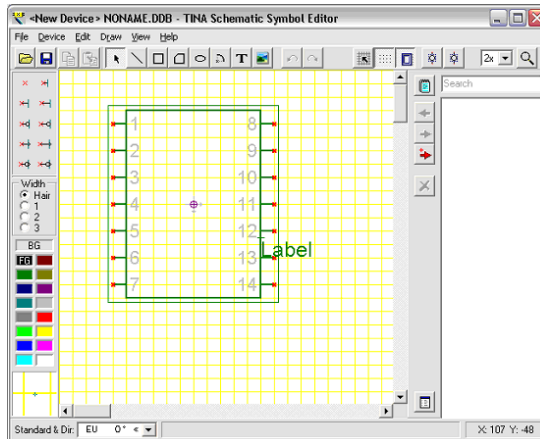 <New Device> NONAME.DDB - TINA Schematic Symbol Editor
File Device Edit Draw View Help
T
2x
Search
Width
Hair
1
2
3
BG
FG
1 8
2 9
3 10
4 11
5 12
Label
6 13
7 14
Standard & Dir: EU 0° <
X: 107 Y: -48